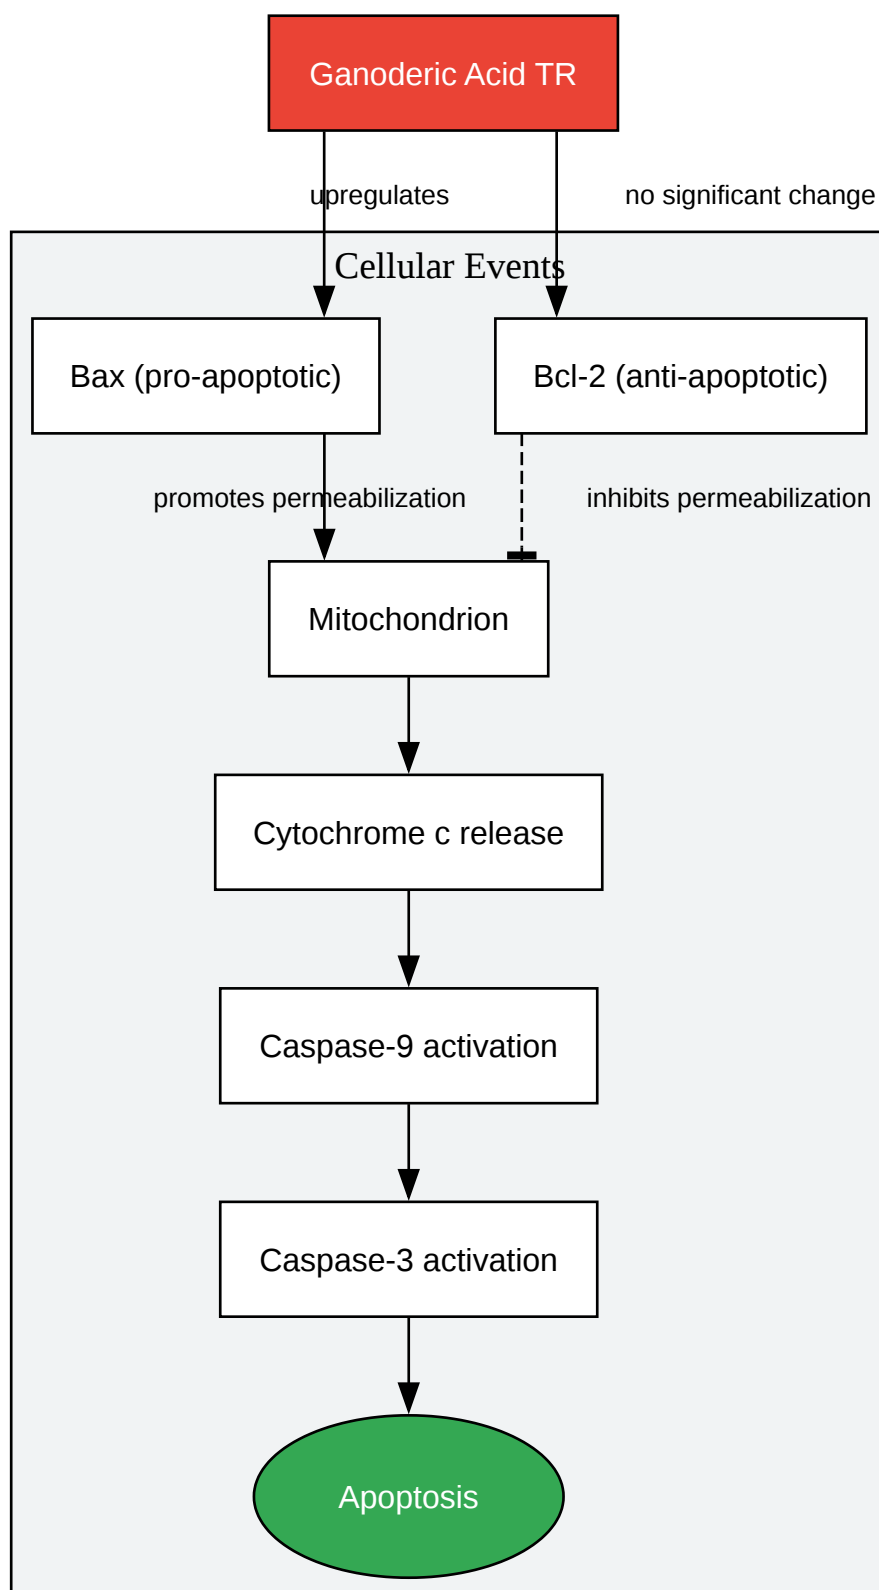 Ganoderic Acid TR
upregulates
no significant change
Cellular Events
Bax (pro-apoptotic)
Bcl-2 (anti-apoptotic)
promotes permeabilization
inhibits permeabilization
Mitochondrion
Cytochrome c release
Caspase-9 activation
Caspase-3 activation
Apoptosis